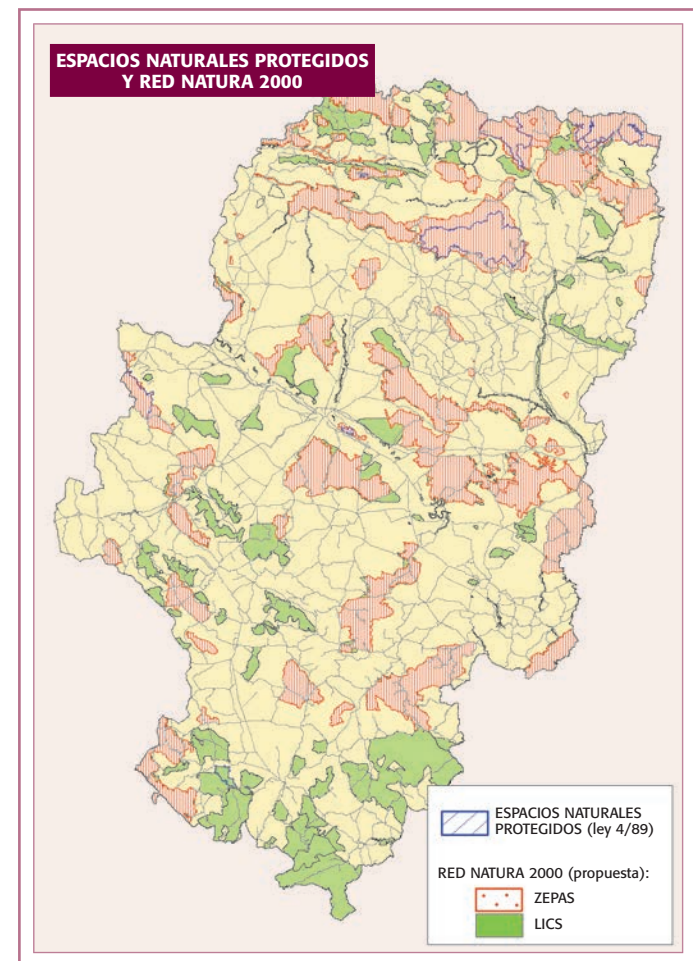 ESPACIOS NATURALES PROTEGIDOS
Y RED NATURA 2000
ESPACIOS NATURALES
PROTEGIDOS (ley 4/89)
RED NATURA 2000 (propuesta):
ZEPAS
LICS